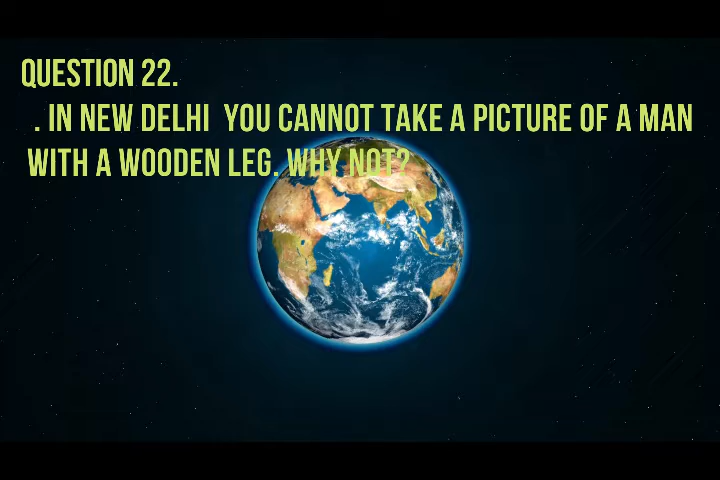 QUESTION 22.
. IN NEW DELHI YOU CANNOT TAKE A PICTURE OF A MAN
WITH A WOODEN LEG. WHY NOT?